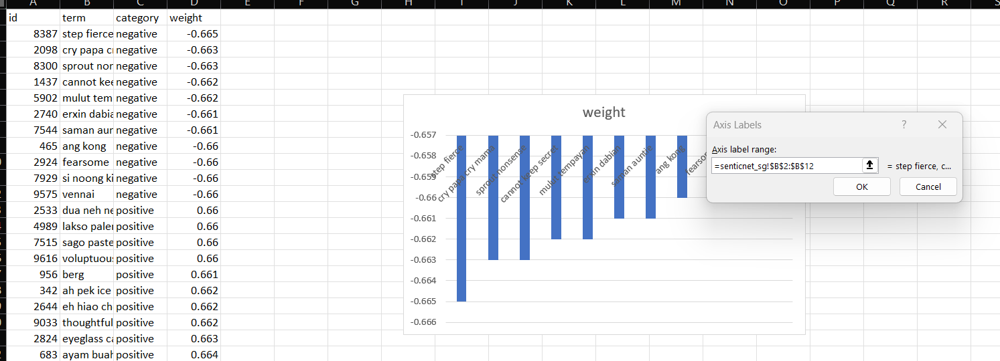 A B C D E F G H I J K L M N O P Q R S
id term category weight
8387 step fierce negative -0.665
2098 cry papa cr negative -0.663
8300 sprout nor negative -0.663
1437 cannot kee negative -0.662
5902 mulut tem negative -0.662
2740 erxin dabia negative -0.661
7544 saman aur negative -0.661
465 ang kong negative -0.66
2924 fearsome negative -0.66
7929 si noong ki negative -0.66
9575 vennai negative -0.66
2533 dua neh ne positive 0.66
4989 lakso paler positive 0.66
7515 sago paste positive 0.66
9616 voluptuous positive 0.66
956 berg positive 0.661
342 ah pek ice positive 0.662
2644 eh hiao ch positive 0.662
9033 thoughtful positive 0.662
2824 eyeglass ca positive 0.663
683 ayam buah positive 0.664
weight
-0.657
-0.658
-0.659
-0.66
-0.661
-0.662
-0.663
-0.664
-0.665
-0.666
step fierce
cry papa cry mama
sprout nonsense
cannot keep secret
mulut tempayan
erxin dabian
saman auntie
ang kong
fearsor
Axis Labels ?
Axis label range:
=senticnet_sg!$B$2:$B$12 = step fierce, c...
OK Cancel